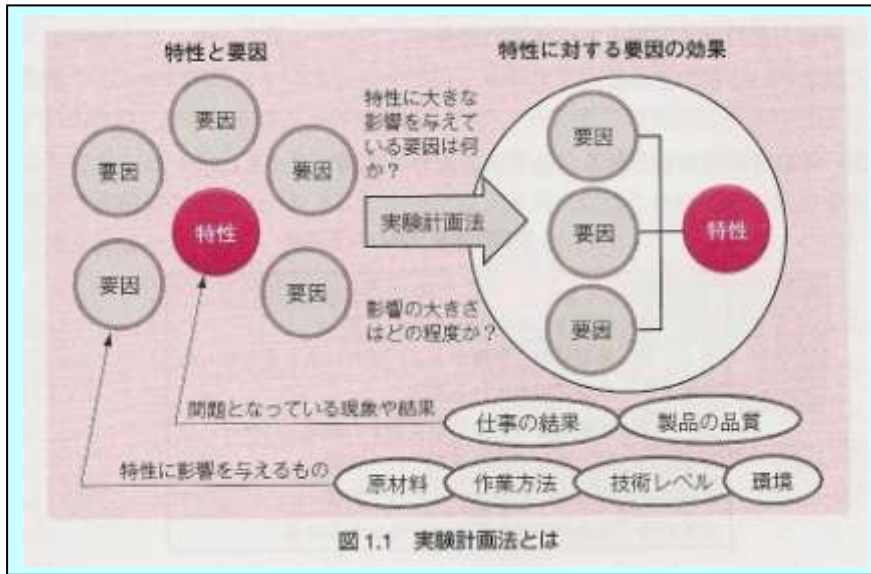 特性と要因
要因
要因
要因
特性
要因
要因
特性に大きな
影響を与えて
いる要因は何
か？
実験計画法
影響の大きさ
はどの程度か？
特性に対する要因の効果
要因
要因
要因
特性
問題となっている現象や結果
仕事の結果
製品の品質
特性に影響を与えるもの
原材料
作業方法
技術レベル
環境
図1.1 実験計画法とは